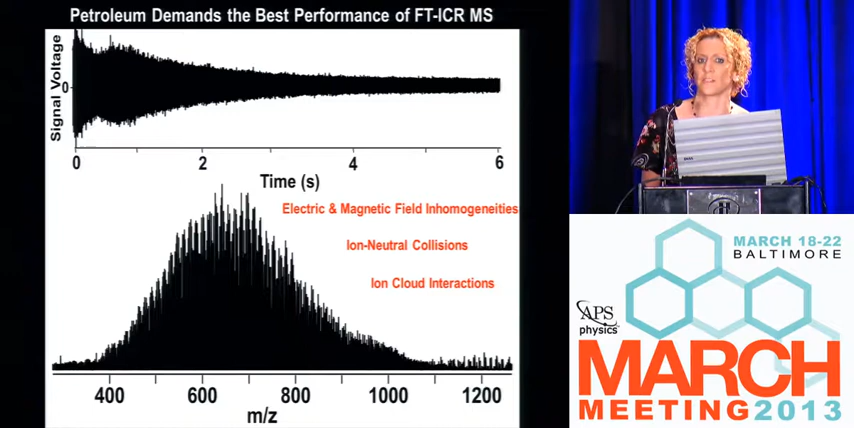 Petroleum Demands the Best Performance of FT-ICR MS
Signal Voltage
0
0 2 4 6
Time (s)
Electric & Magnetic Field Inhomogeneities
Ion-Neutral Collisions
Ion Cloud Interactions
400 600 800 1000 1200
m/z
MARCH 18-22
BALTIMORE
APS
physics
MARCH
MEETING2013